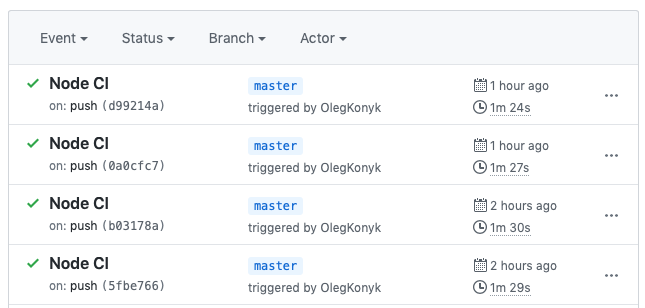 Event Status Branch Actor
Node CI master 1 hour ago
on: push (d99214a) triggered by OlegKonyk 1m 24s
Node CI master 1 hour ago
on: push (0a0cfc7) triggered by OlegKonyk 1m 27s
Node CI master 2 hours ago
on: push (b03178a) triggered by OlegKonyk 1m 30s
Node CI master 2 hours ago
on: push (5fbe766) triggered by OlegKonyk 1m 29s